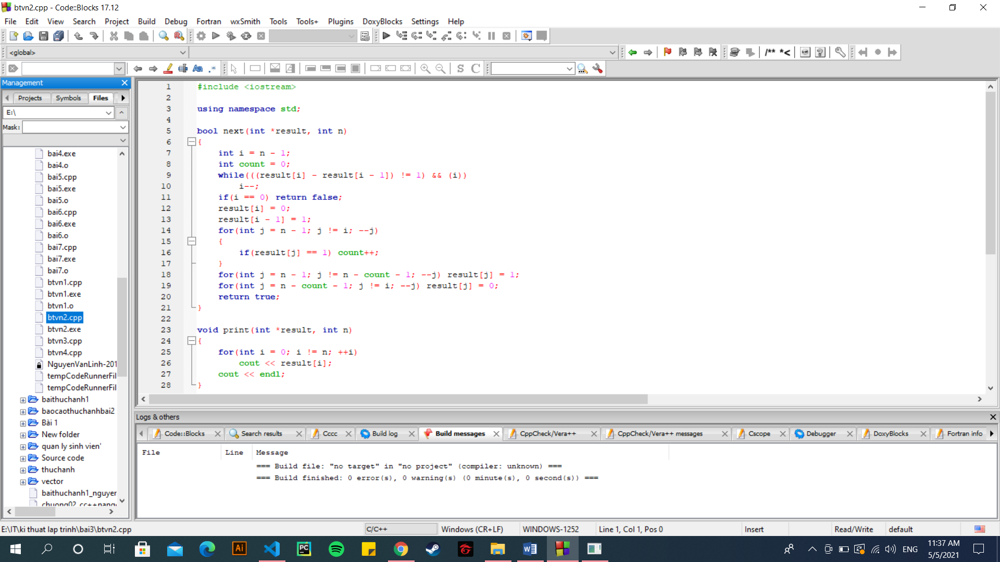 btvn2.cpp - Code::Blocks 17.12
File Edit View Search Project Build Debug Fortran wxSmith Tools Tools+ Plugins DoxyBlocks Settings Help
<global>
/** *<
S C
Management
Projects Symbols Files
E:\
Mask:
bai4.exe
bai4.o
bai5.cpp
bai5.exe
bai5.o
bai6.cpp
bai6.exe
bai6.o
bai7.cpp
bai7.exe
bai7.o
btvn1.cpp
btvn1.exe
btvn1.o
btvn2.cpp
btvn2.exe
btvn3.cpp
btvn4.cpp
NguyenVanLinh-201
tempCodeRunnerFil
tempCodeRunnerFil
baithuchanh1
baocaothuchanhbai2
Bài 1
New folder
quan ly sinh vien'
Source code
thuchanh
vector
baithuchanh1_nguyer
1 #include <iostream>
2
3 using namespace std;
4
5 bool next(int *result, int n)
6 {
7 int i = n - 1;
8 int count = 0;
9 while(((result[i] - result[i - 1]) != 1) && (i))
10 i--;
11 if(i == 0) return false;
12 result[i] = 0;
13 result[i - 1] = 1;
14 for(int j = n - 1; j != i; --j)
15 {
16 if(result[j] == 1) count++;
17 }
18 for(int j = n - 1; j != n - count - 1; --j) result[j] = 1;
19 for(int j = n - count - 1; j != i; --j) result[j] = 0;
20 return true;
21 }
22
23 void print(int *result, int n)
24 {
25 for(int i = 0; i != n; ++i)
26 cout << result[i];
27 cout << endl;
28 }
Logs & others
Code::Blocks Search results Cccc Build log Build messages CppCheck/Vera++ CppCheck/Vera++ messages Cscope Debugger DoxyBlocks Fortran info
File Line Message
=== Build file: "no target" in "no project" (compiler: unknown) ===
=== Build finished: 0 error(s), 0 warning(s) (0 minute(s), 0 second(s)) ===
E:\IT\ki thuat lap trinh\bai3\btvn2.cpp C/C++ Windows (CR+LF) WINDOWS-1252 Line 1, Col 1, Pos 0 Insert Read/Write default
Ai PC ENG 11:37 AM
5/5/2021